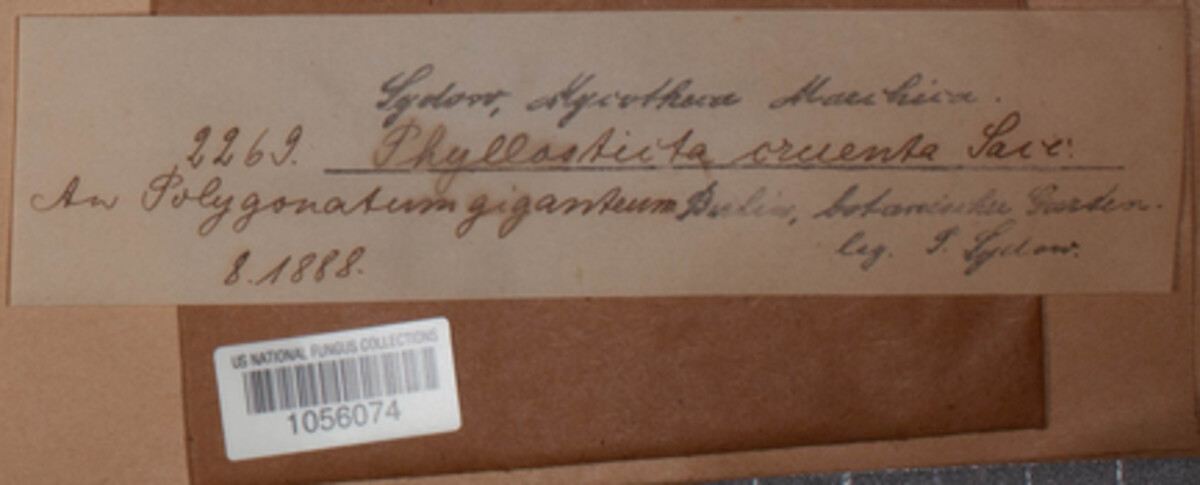 Sydow, Mycotheca Marchica.
2269. Phyllosticta cruenta Sacc.
An Polygonatum giganteum Berlin, botanischer Garten.
leg. P. Sydow.
8.1888.
US NATIONAL FUNGUS COLLECTIONS
1056074